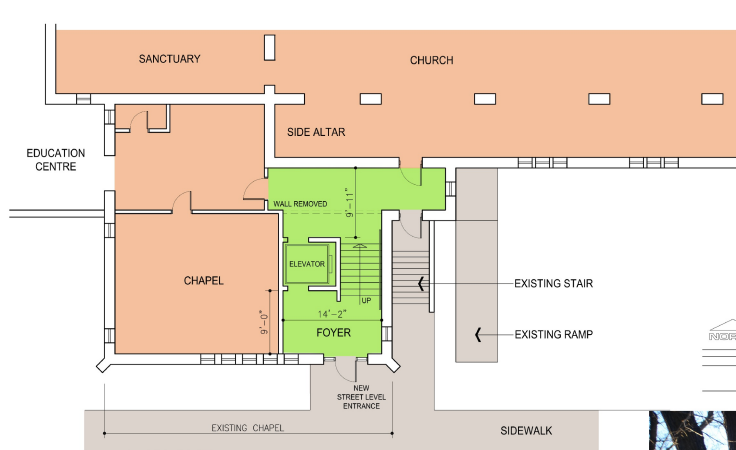 SANCTUARY
CHURCH
SIDE ALTAR
EDUCATION
CENTRE
WALL REMOVED
9'-11"
ELEVATOR
CHAPEL
EXISTING STAIR
UP
14'-2"
9'-0"
FOYER
EXISTING RAMP
NEW
STREET LEVEL
ENTRANCE
EXISTING CHAPEL
SIDEWALK